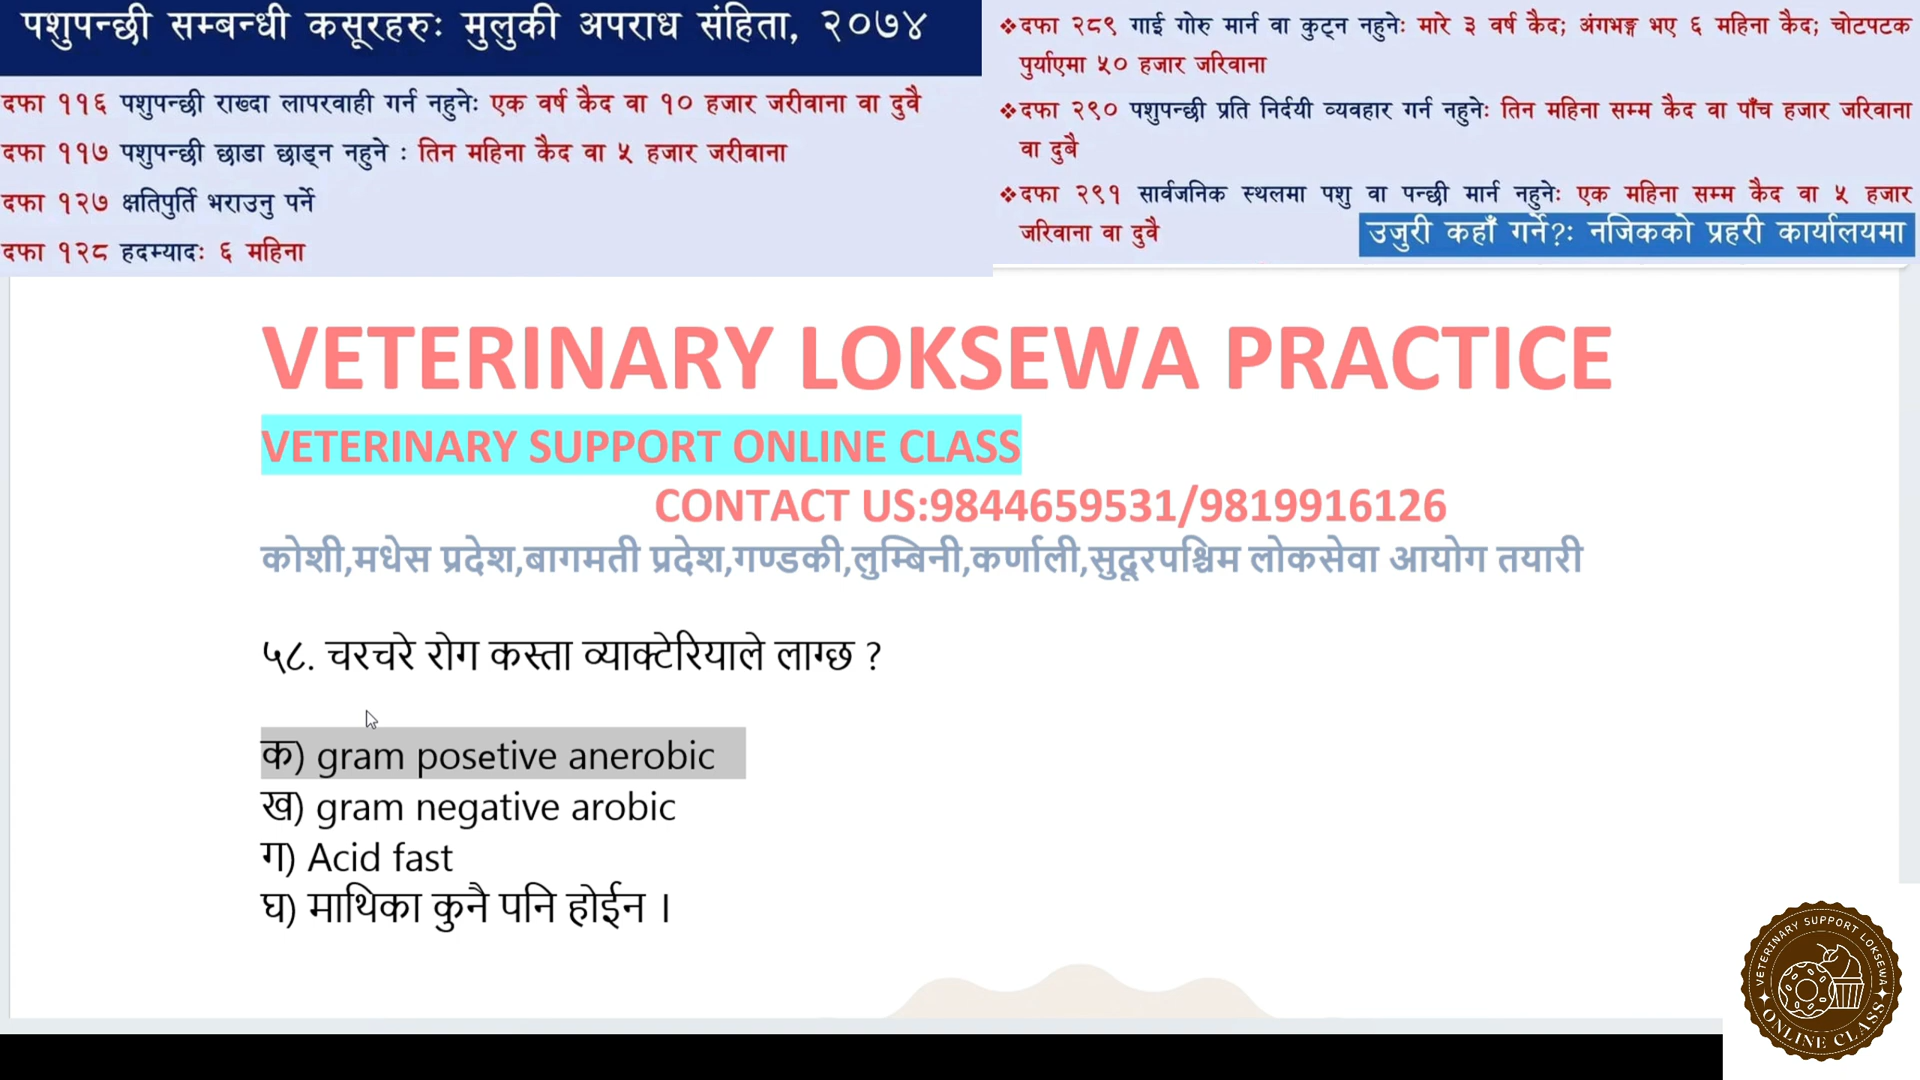 पशुपन्छी सम्बन्धी कसूरहरुः मुलुकी अपराध संहिता, २०७४
दफा ११६ पशुपन्छी राख्दा लापरवाही गर्न नहुनेः एक वर्ष कैद वा १० हजार जरीवाना वा दुवै
दफा ११७ पशुपन्छी छाडा छाड्न नहुने : तिन महिना कैद वा ५ हजार जरीवाना
दफा १२७ क्षतिपुर्ति भराउनु पर्ने
दफा १२८ हदम्यादः ६ महिना
❖दफा २८९ गाई गोरु मार्न वा कुट्न नहुनेः मारे ३ वर्ष कैद; अंगभङ्ग भए ६ महिना कैद; चोटपटक
पुर्याएमा ५० हजार जरिवाना
❖दफा २९० पशुपन्छी प्रति निर्दयी व्यवहार गर्न नहुनेः तिन महिना सम्म कैद वा पाँच हजार जरिवाना
वा दुबै
❖दफा २९१ सार्वजनिक स्थलमा पशु वा पन्छी मार्न नहुनेः एक महिना सम्म कैद वा ५ हजार
जरिवाना वा दुवै
उजुरी कहाँ गर्ने?ः नजिकको प्रहरी कार्यालयमा
VETERINARY LOKSEWA PRACTICE
VETERINARY SUPPORT ONLINE CLASS
CONTACT US:9844659531/9819916126
कोशी,मधेस प्रदेश,बागमती प्रदेश,गण्डकी,लुम्बिनी,कर्णाली,सुदूरपश्चिम लोकसेवा आयोग तयारी
५८. चरचरे रोग कस्ता व्याक्टेरियाले लाग्छ ?
क) gram posetive anerobic
ख) gram negative arobic
ग) Acid fast
घ) माथिका कुनै पनि होईन ।
VETERINARY SUPPORT LOKSEWA
ONLINE CLASS